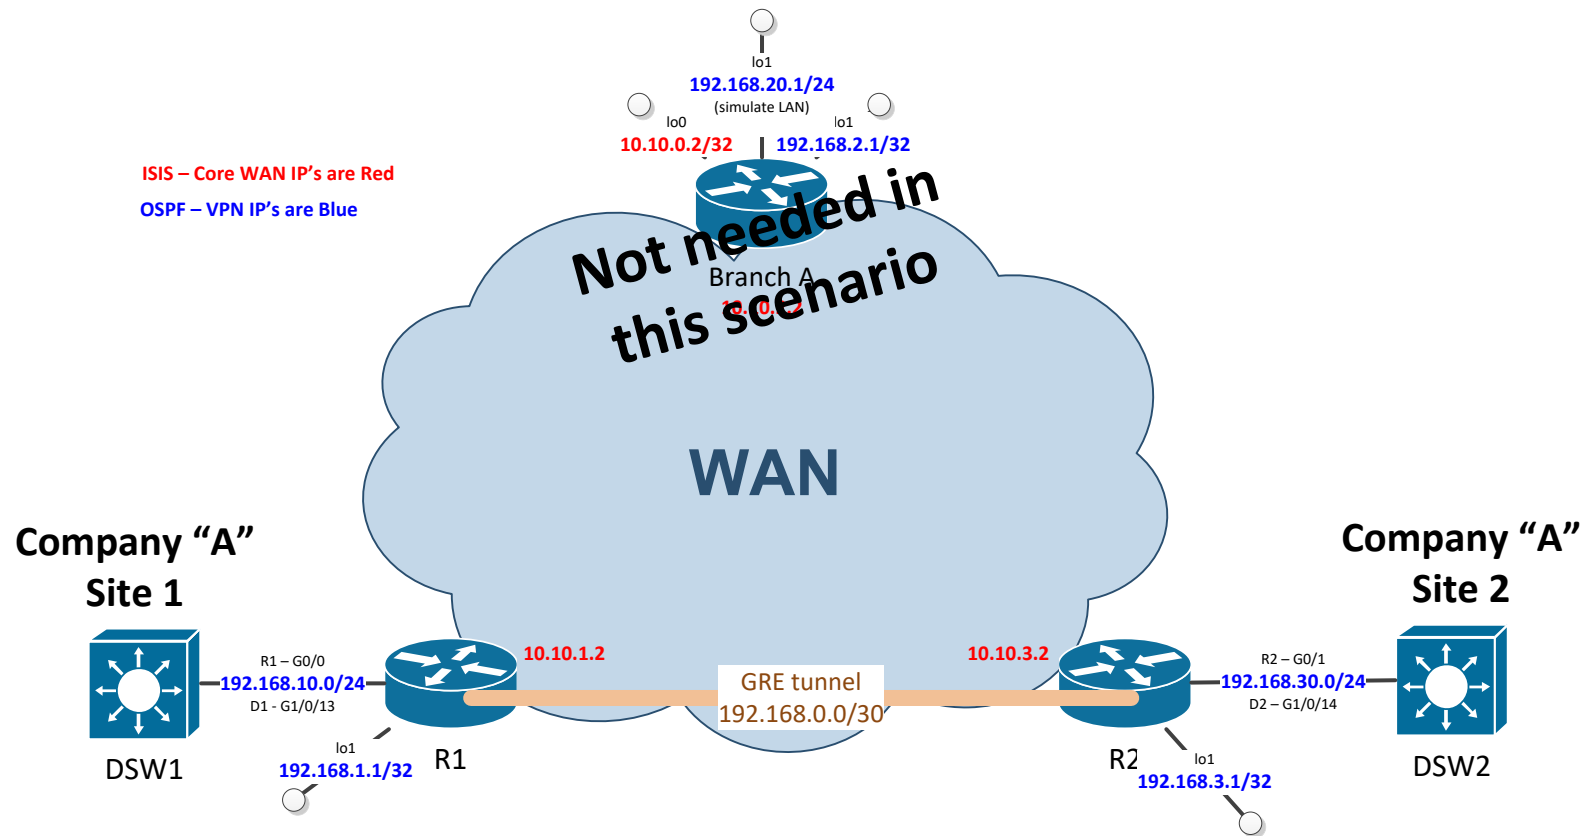 lo1
192.168.20.1/24
(simulate LAN)
lo0
10.10.0.2/32
lo1
192.168.2.1/32
ISIS – Core WAN IP's are Red
OSPF – VPN IP's are Blue
Not needed in
this scenario
Branch A
WAN
Company “A”
Site 1
Company “A”
Site 2
R1 – G0/0
192.168.10.0/24
D1 - G1/0/13
DSW1
lo1
192.168.1.1/32
R1
10.10.1.2
GRE tunnel
192.168.0.0/30
10.10.3.2
R2
lo1
192.168.3.1/32
R2 – G0/1
192.168.30.0/24
D2 – G1/0/14
DSW2